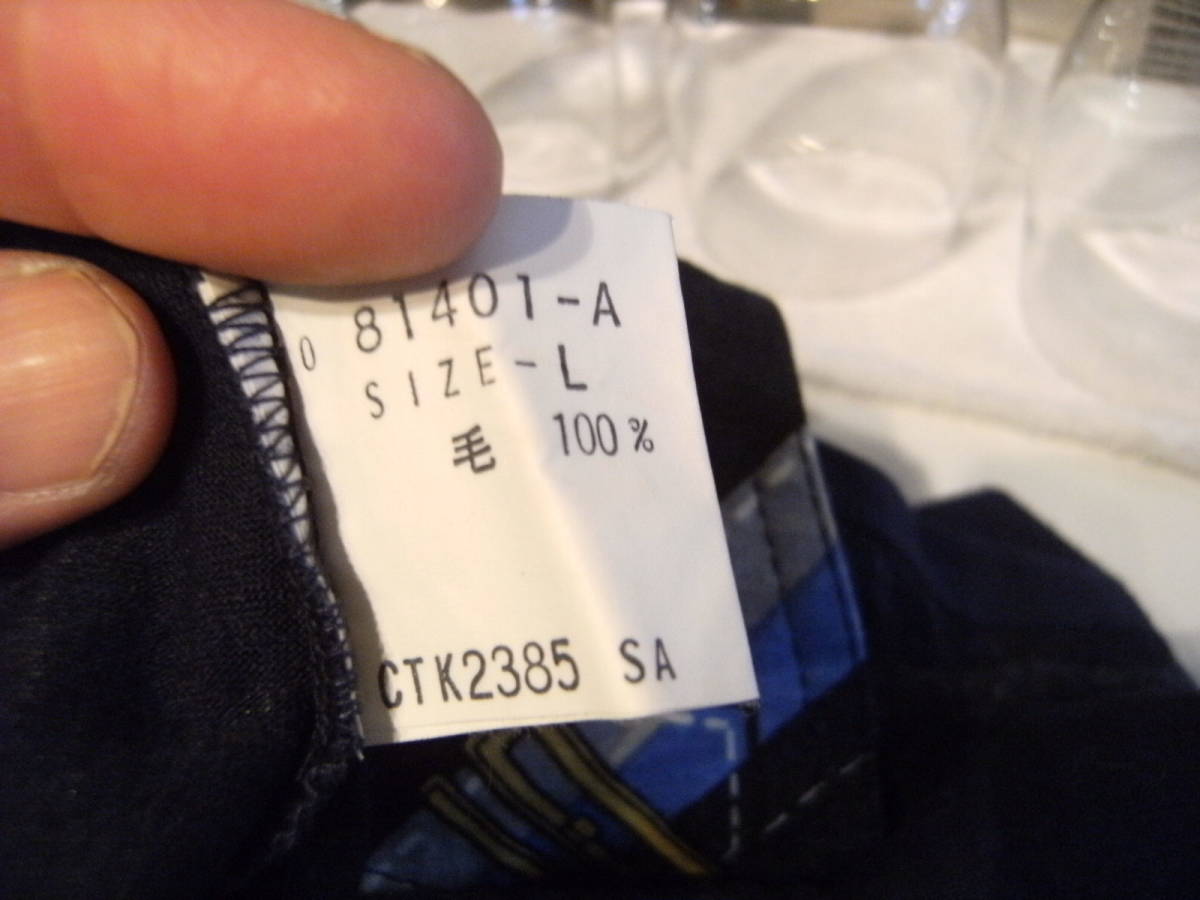 81401-A
0
SIZE-L
毛 100%
CTK2385 SA